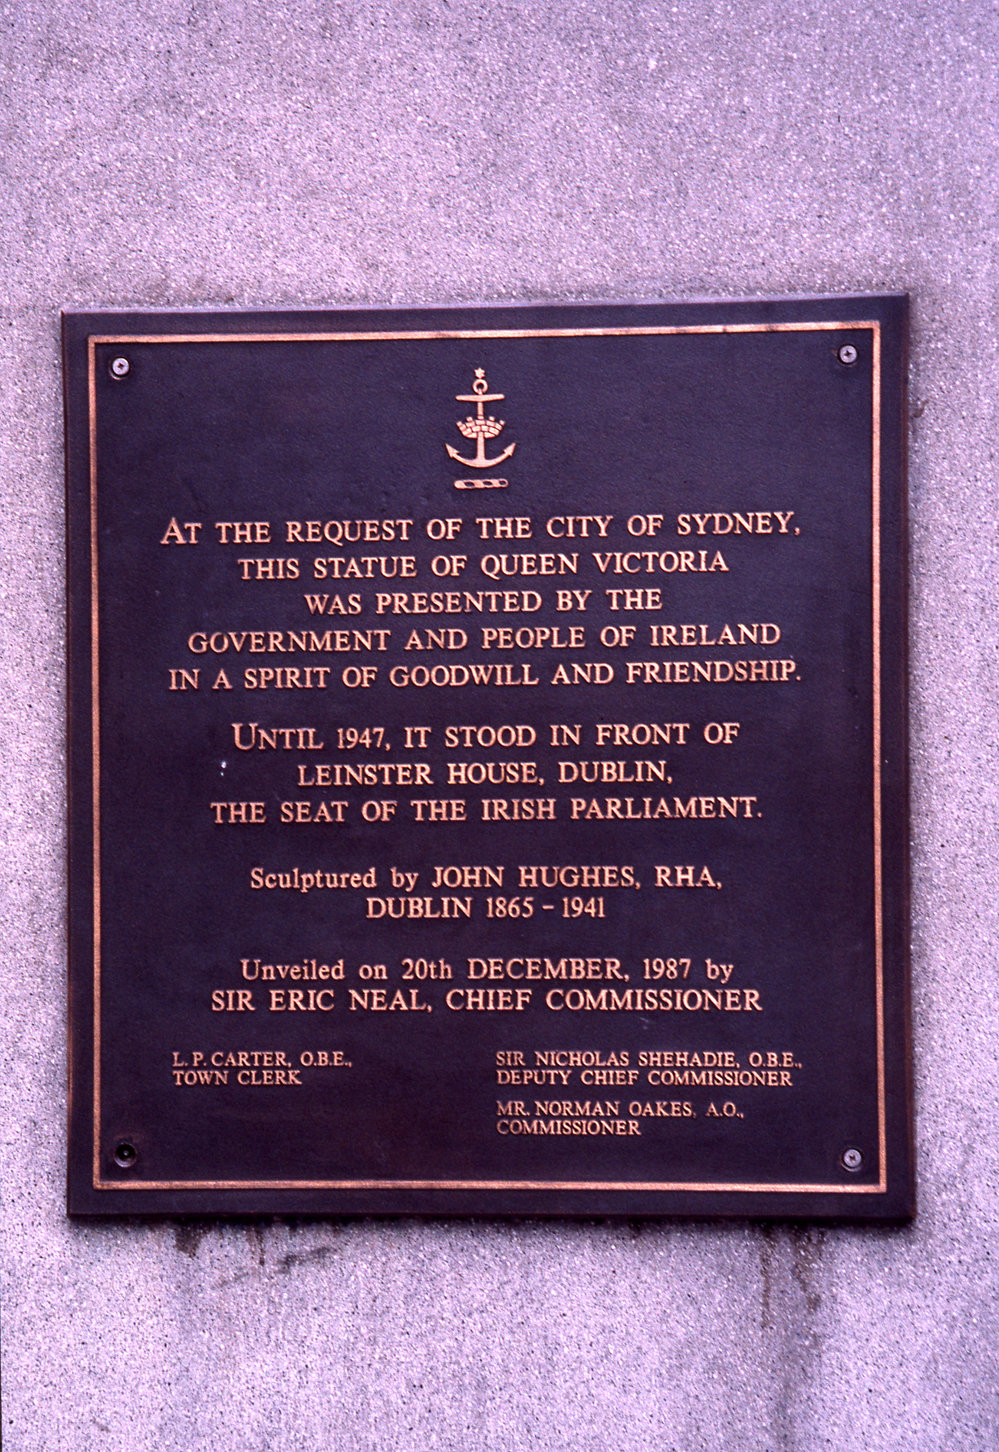 AT THE REQUEST OF THE CITY OF SYDNEY,
THIS STATUE OF QUEEN VICTORIA
WAS PRESENTED BY THE
GOVERNMENT AND PEOPLE OF IRELAND
IN A SPIRIT OF GOODWILL AND FRIENDSHIP.
UNTIL 1947, IT STOOD IN FRONT OF
LEINSTER HOUSE, DUBLIN,
THE SEAT OF THE IRISH PARLIAMENT.
Sculptured by JOHN HUGHES, RHA,
DUBLIN 1865 - 1941
Unveiled on 20th DECEMBER, 1987 by
SIR ERIC NEAL, CHIEF COMMISSIONER
L. P. CARTER, O.B.E.,
TOWN CLERK
SIR NICHOLAS SHEHADIE, O.B.E.,
DEPUTY CHIEF COMMISSIONER
MR. NORMAN OAKES, A.O.,
COMMISSIONER